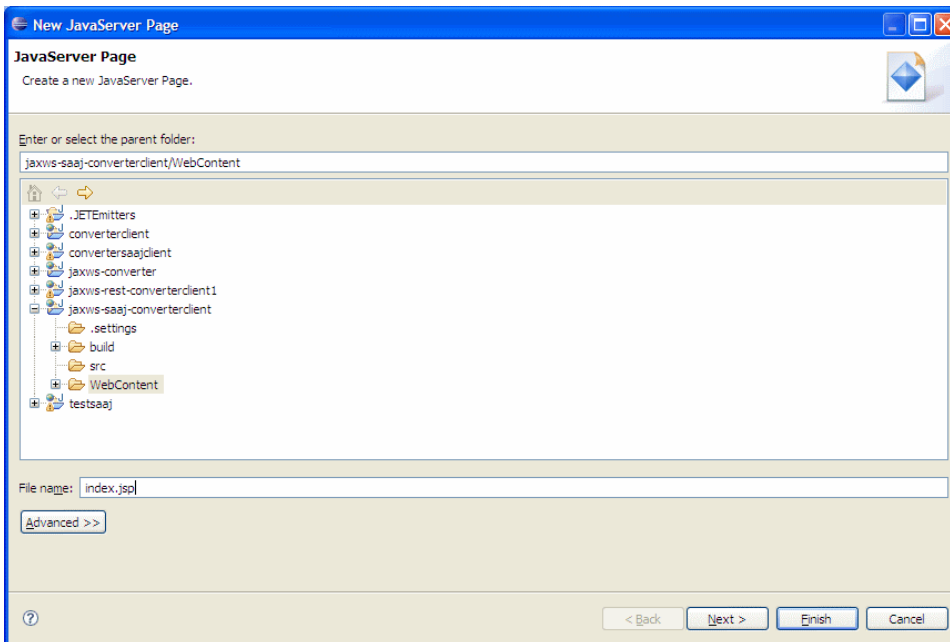 New JavaServer Page
JavaServer Page
Create a new JavaServer Page.
Enter or select the parent folder:
jaxws-saaj-converterclient/WebContent
.JETEmitters
converterclient
convertersaajclient
jaxws-converter
jaxws-rest-converterclient1
jaxws-saaj-converterclient
.settings
build
src
WebContent
testsaaj
File name: index.jsp
Advanced >>
< Back Next > Finish Cancel